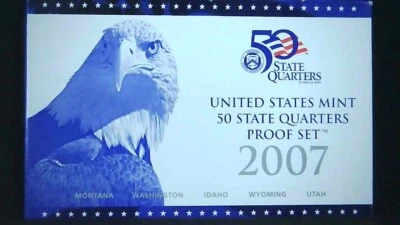 50
STATE
QUARTERS
UNITED STATES MINT
50 STATE QUARTERS
PROOF SET™
2007
MONTANA WASHINGTON IDAHO WYOMING UTAH